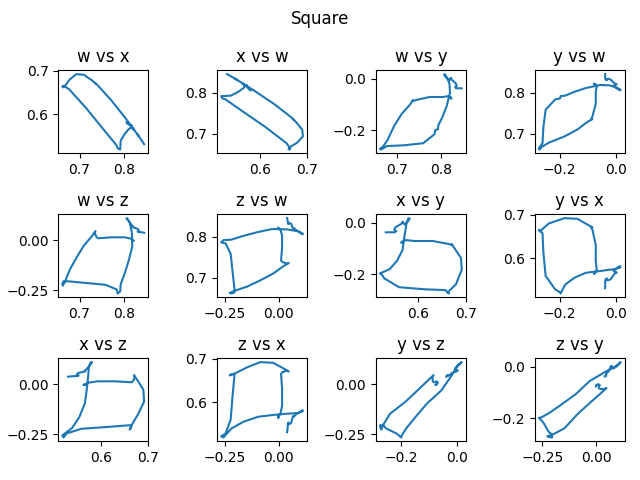 Square
w vs x
x vs w
w vs y
y vs w
0.7
0.6
0.7 0.8
0.8
0.7
0.6 0.7
0.0
−0.2
0.7 0.8
0.8
0.7
−0.2 0.0
w vs z
z vs w
x vs y
y vs x
0.00
−0.25
0.7 0.8
0.8
0.7
−0.25 0.00
0.0
−0.2
0.6 0.7
0.7
0.6
−0.2 0.0
x vs z
z vs x
y vs z
z vs y
0.00
−0.25
0.6 0.7
0.7
0.6
−0.25 0.00
0.00
−0.25
−0.2 0.0
0.0
−0.2
−0.25 0.00